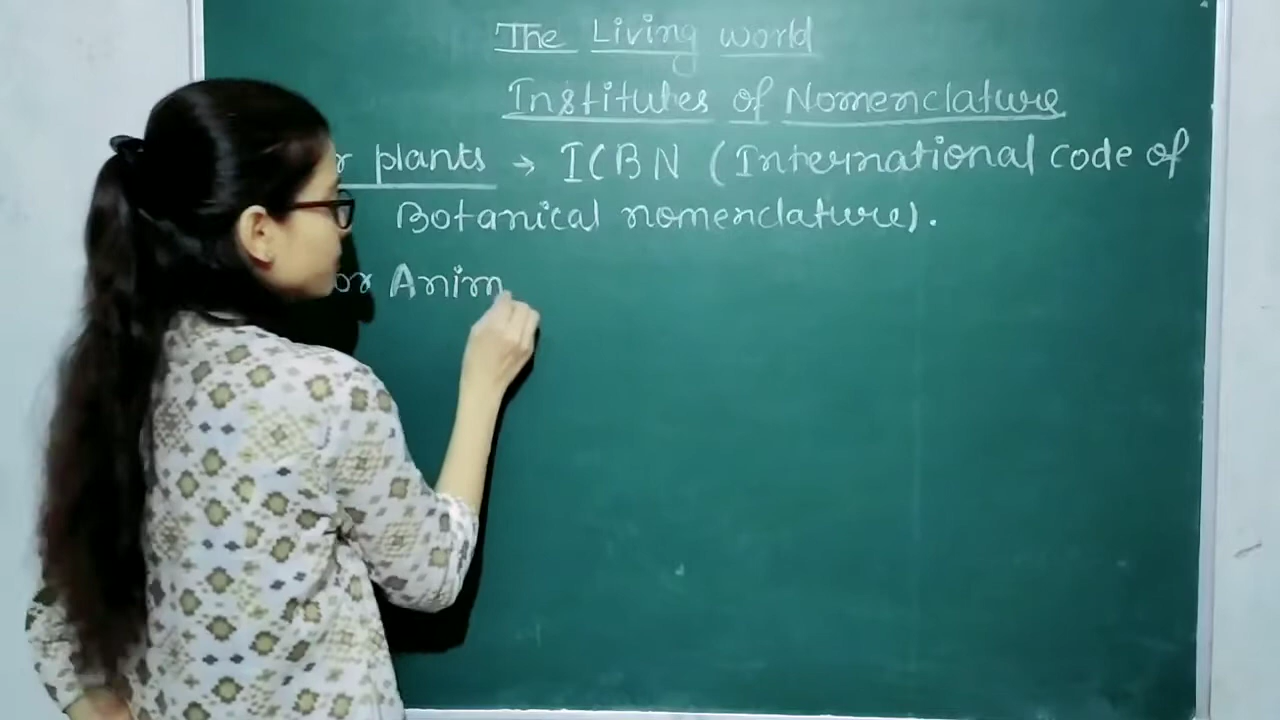 The Living world
Institutes of Nomenclature
plants → ICBN (International code of
Botanical nomenclature).
Anim